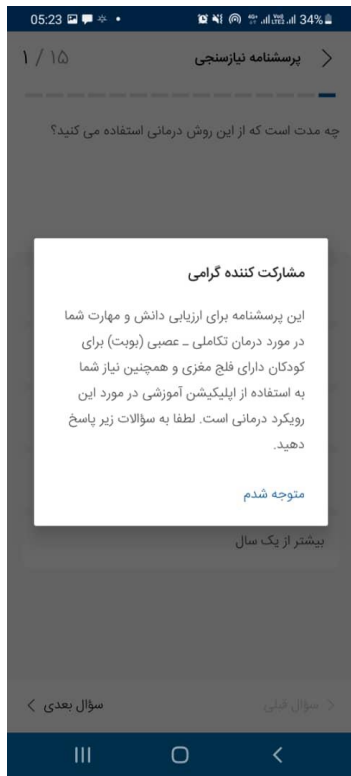 05:23 34%
پرسشنامه نیازسنجی ۱ / ۱۵
چه مدت است که از این روش درمانی استفاده می کنید؟
مشارکت کننده گرامی
این پرسشنامه برای ارزیابی دانش و مهارت شما
در مورد درمان تکاملی _ عصبی (بوبت) برای
کودکان دارای فلج مغزی و همچنین نیاز شما
به استفاده از اپلیکیشن آموزشی در مورد این
رویکرد درمانی است. لطفا به سؤالات زیر پاسخ
دهید.
متوجه شدم
بیشتر از یک سال
سؤال قبلی سؤال بعدی